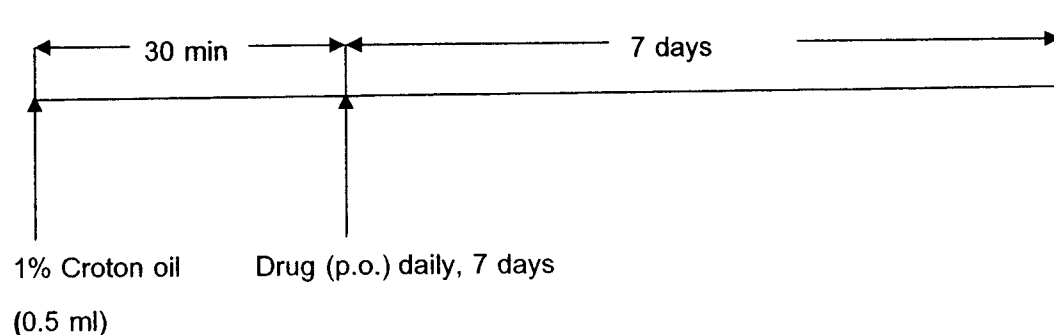 30 min
7 days
1% Croton oil
Drug (p.o.) daily, 7 days
(0.5 ml)